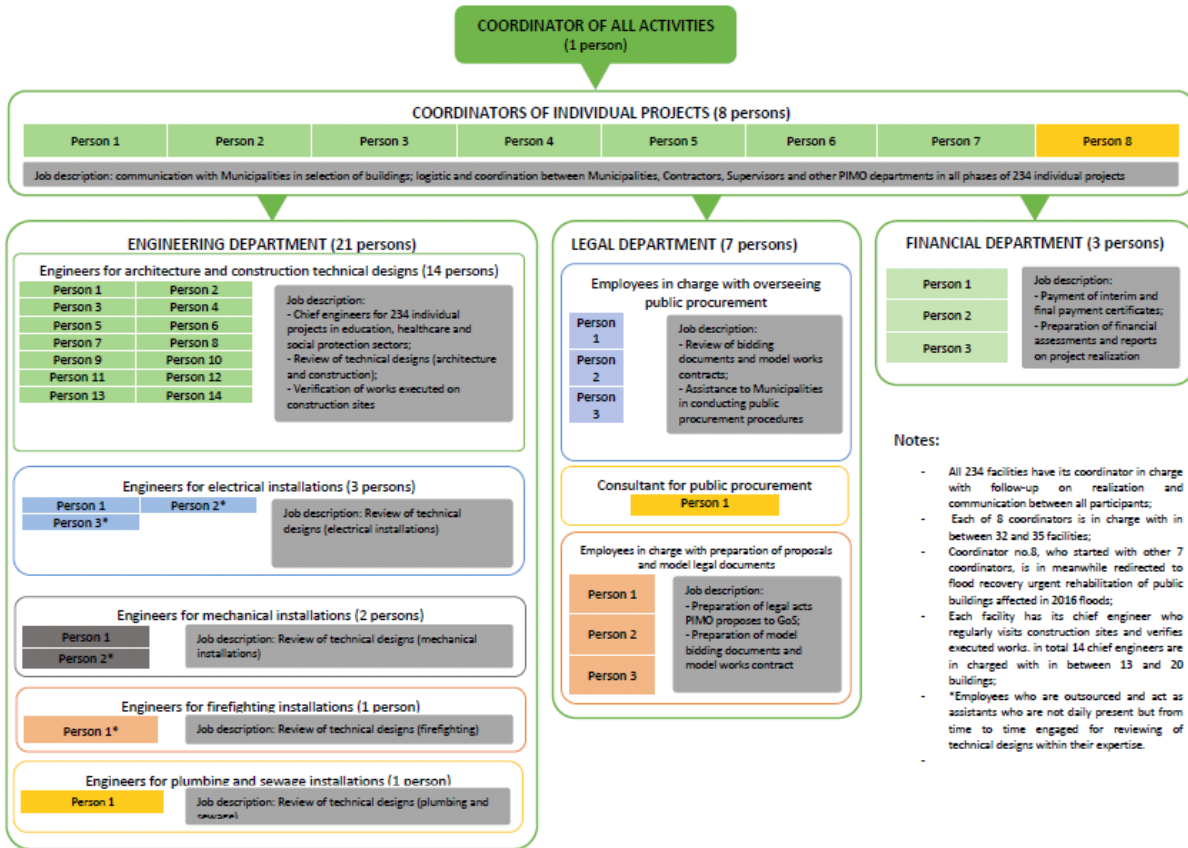 COORDINATOR OF ALL ACTIVITIES
(1 person)
COORDINATORS OF INDIVIDUAL PROJECTS (8 persons)
Person 1
Person 2
Person 3
Person 4
Person 5
Person 6
Person 7
Person 8
Job description: communication with Municipalities in selection of buildings; logistic and coordination between Municipalities, Contractors, Supervisors and other PIMO departments in all phases of 234 individual projects
ENGINEERING DEPARTMENT (21 persons)
Engineers for architecture and construction technical designs (14 persons)
Person 1
Person 2
Person 3
Person 4
Person 5
Person 6
Person 7
Person 8
Person 9
Person 10
Person 11
Person 12
Person 13
Person 14
Job description:
- Chief engineers for 234 individual
projects in education, healthcare and
social protection sectors;
- Review of technical designs (architecture
and construction);
- Verification of works executed on
construction sites
Engineers for electrical installations (3 persons)
Person 1
Person 2*
Person 3*
Job description: Review of technical
designs (electrical installations)
Engineers for mechanical installations (2 persons)
Person 1
Person 2*
Job description: Review of technical designs (mechanical
installations)
Engineers for firefighting installations (1 person)
Person 1*
Job description: Review of technical designs (firefighting)
Engineers for plumbing and sewage installations (1 person)
Person 1
Job description: Review of technical designs (plumbing and
sewage)
LEGAL DEPARTMENT (7 persons)
Employees in charge with overseeing
public procurement
Person
1
Person
2
Person
3
Job description:
- Review of bidding
documents and model works
contracts;
- Assistance to Municipalities
in conducting public
procurement procedures
Consultant for public procurement
Person 1
Employees in charge with preparation of proposals
and model legal documents
Person 1
Person 2
Person 3
Job description:
- Preparation of legal acts
PIMO proposes to GoS;
- Preparation of model
bidding documents and
model works contract
FINANCIAL DEPARTMENT (3 persons)
Person 1
Person 2
Person 3
Job description:
- Payment of interim and
final payment certificates;
- Preparation of financial
assessments and reports
on project realization
Notes:
- All 234 facilities have its coordinator in charge
with follow-up on realization and
communication between all participants;
- Each of 8 coordinators is in charge with in
between 32 and 35 facilities;
- Coordinator no.8, who started with other 7
coordinators, is in meanwhile redirected to
flood recovery urgent rehabilitation of public
buildings affected in 2016 floods;
- Each facility has its chief engineer who
regularly visits construction sites and verifies
executed works. in total 14 chief engineers are
in charged with in between 13 and 20
buildings;
- *Employees who are outsourced and act as
assistants who are not daily present but from
time to time engaged for reviewing of
technical designs within their expertise.
-